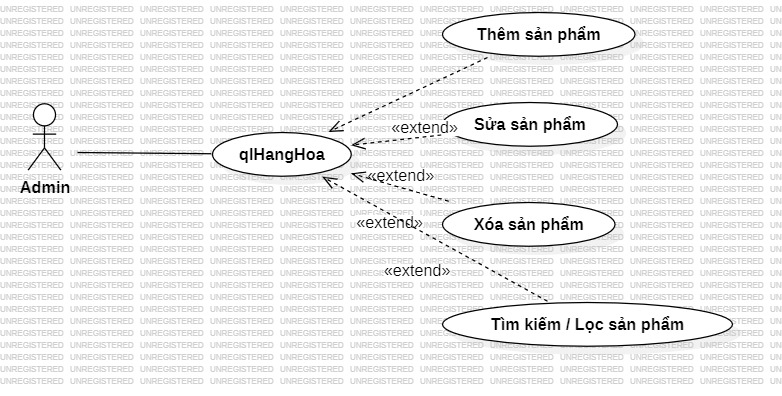 Thêm sản phẩm
«extend»
Sửa sản phẩm
qlHangHoa
«extend»
Admin
«extend»
Xóa sản phẩm
«extend»
Tìm kiếm / Lọc sản phẩm
UNREGISTERED